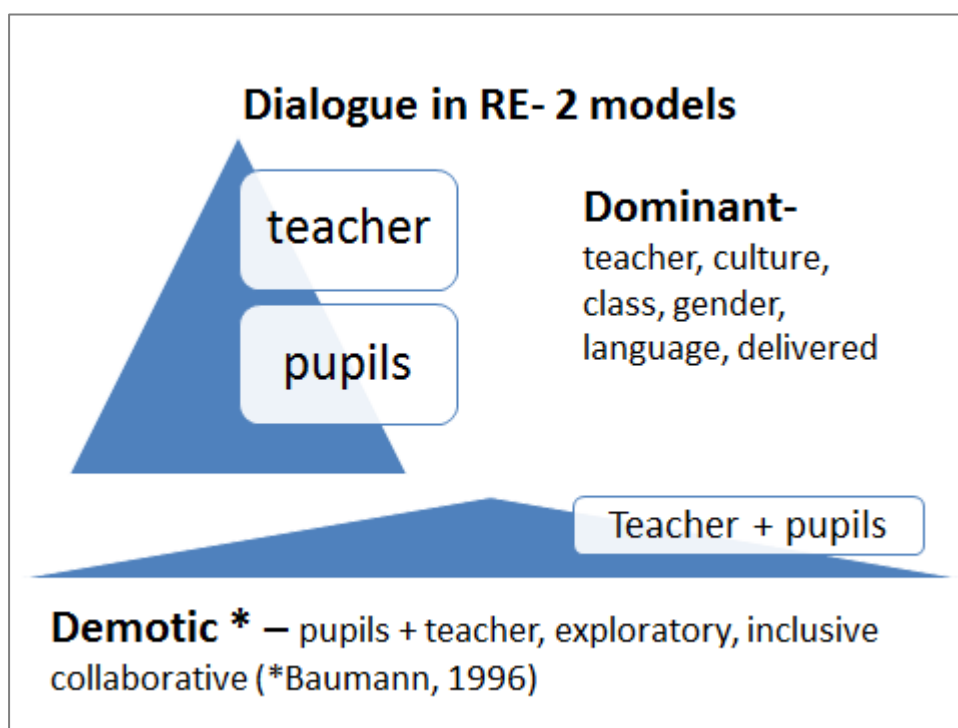 Dialogue in RE- 2 models
teacher
pupils
Dominant-
teacher, culture,
class, gender,
language, delivered
Teacher + pupils
Demotic * – pupils + teacher, exploratory, inclusive
collaborative (*Baumann, 1996)